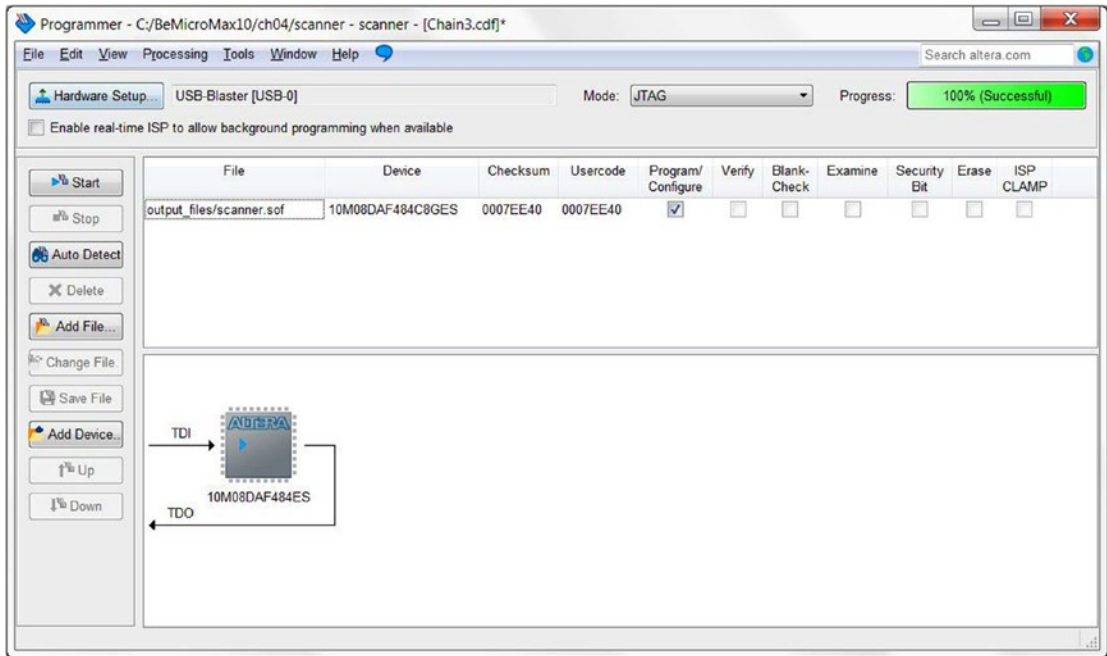 Programmer - C:/BeMicroMax10/ch04/scanner - scanner - [Chain3.cdf]*
File Edit View Processing Tools Window Help
Search altera.com
Hardware Setup... USB-Blaster [USB-0] Mode: JTAG Progress: 100% (Successful)
Enable real-time ISP to allow background programming when available
File Device Checksum Usercode Program/ Verify Blank- Examine Security Erase ISP
Configure Check Bit CLAMP
Start
output_files/scanner.sof 10M08DAF484C8GES 0007EE40 0007EE40
Stop
Auto Detect
Delete
Add File...
Change File.
Save File
Add Device..
Up
Down
ALTERA
TDI
10M08DAF484ES
TDO